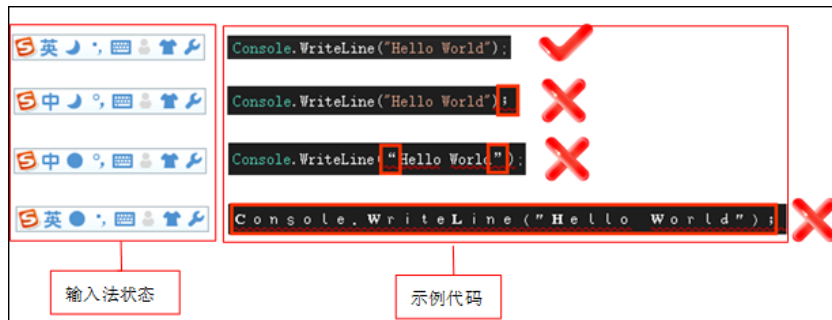 英 Console.WriteLine("Hello World");
中 Console.WriteLine("Hello World")；
中 Console.WriteLine(“Hello World”);
英 Ｃｏｎｓｏｌｅ．ＷｒｉｔｅＬｉｎｅ（＂Ｈｅｌｌｏ　Ｗｏｒｌｄ＂）；
输入法状态
示例代码